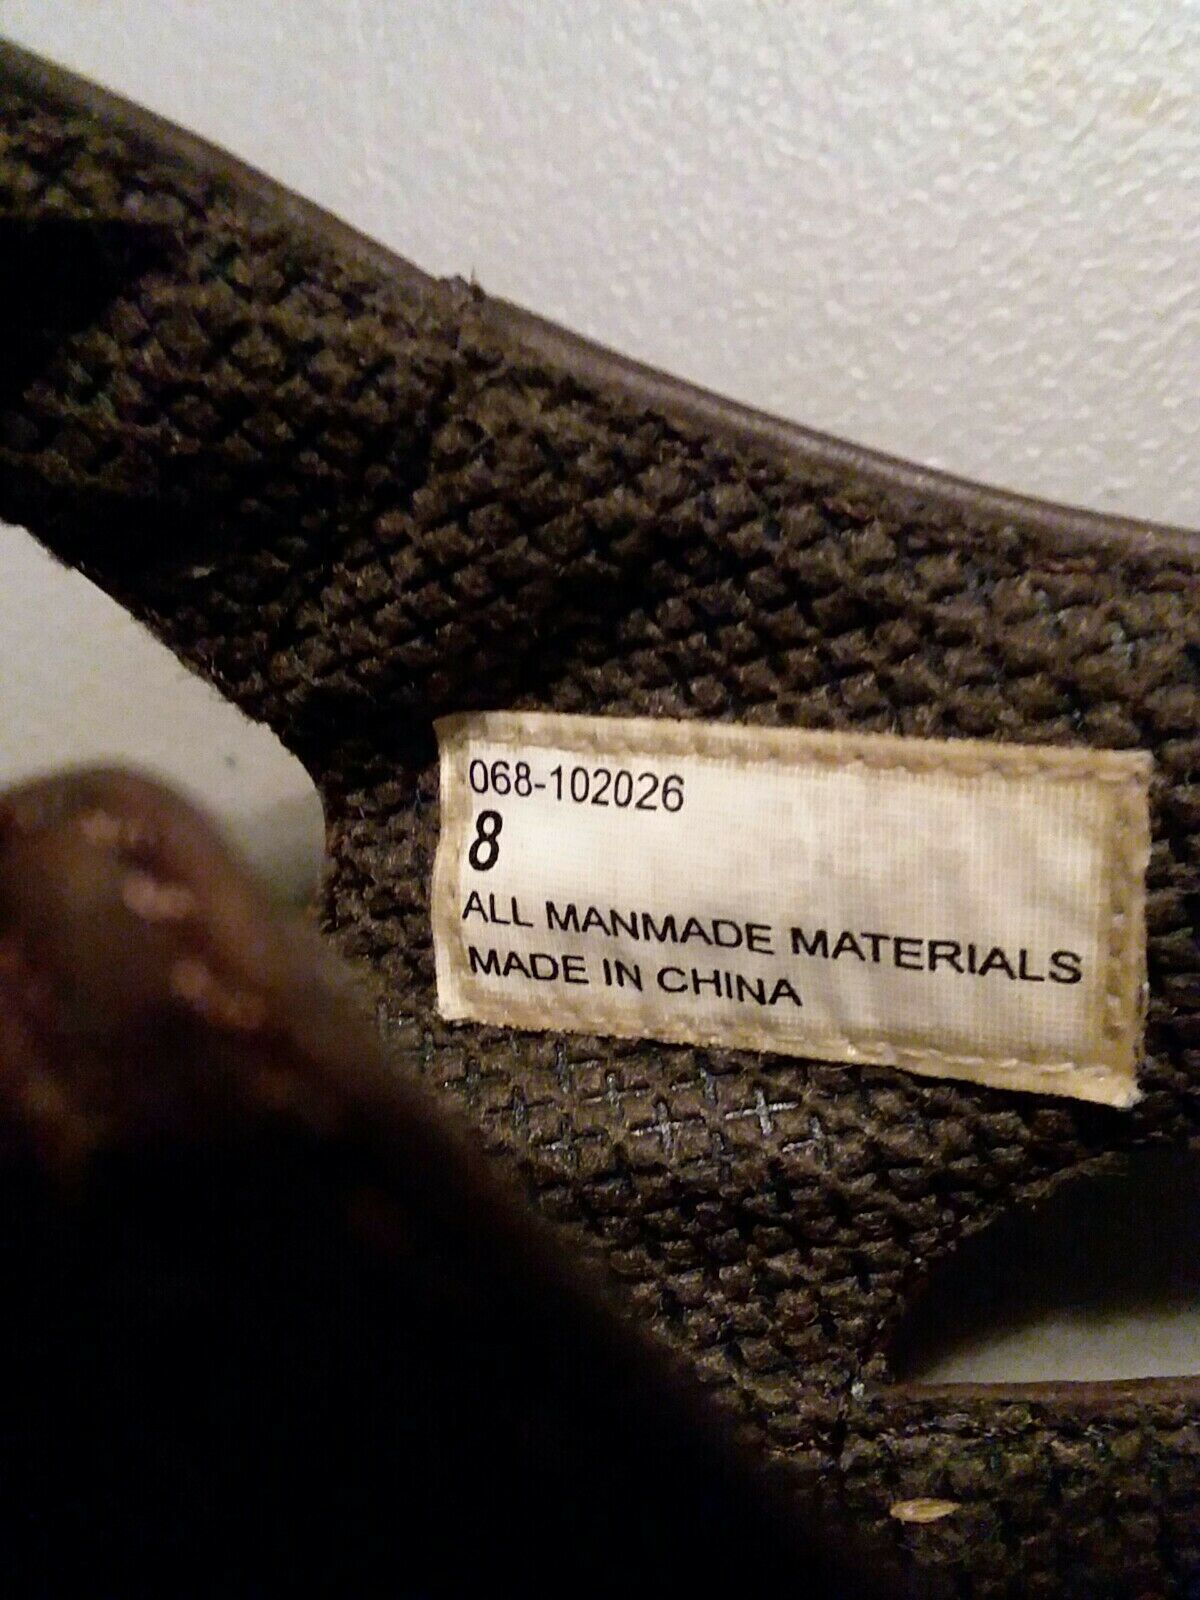 068-102026
8
ALL MANMADE MATERIALS
MADE IN CHINA